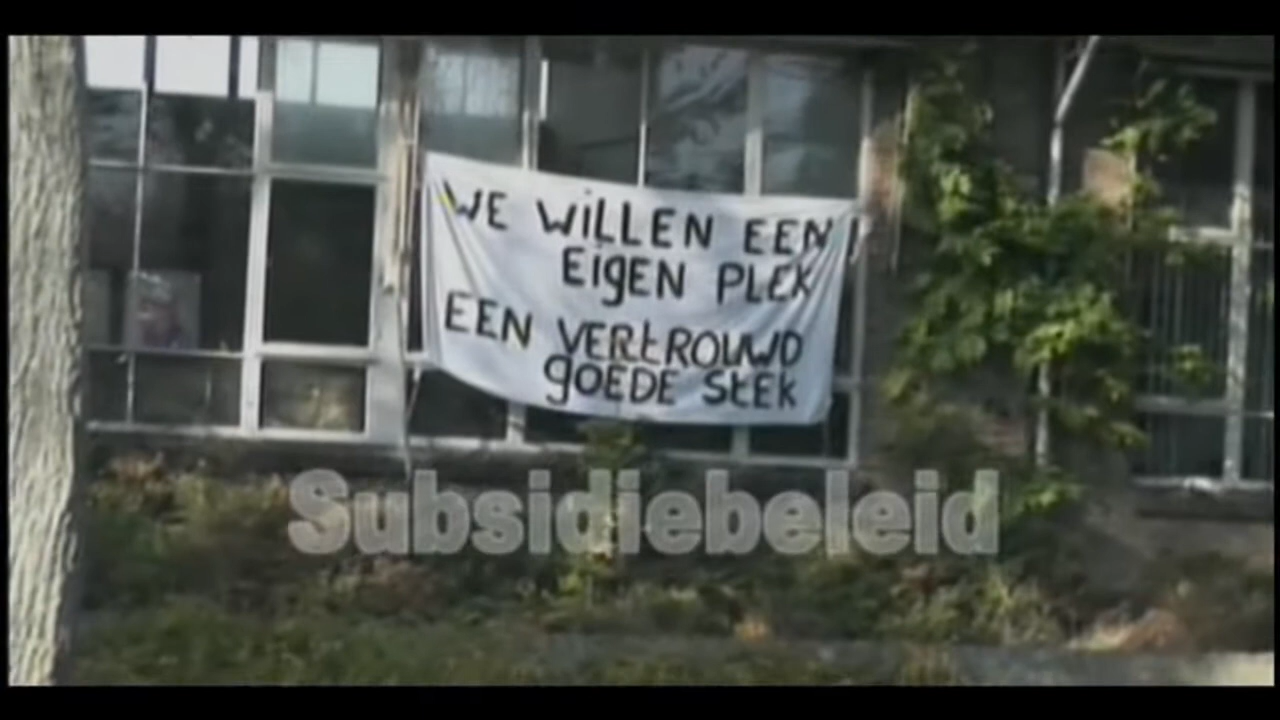 WE WiLLEN EEN
EigEN PLEK
EEN VERtROUWD
gOEDE StEK
Subsidiebeleid